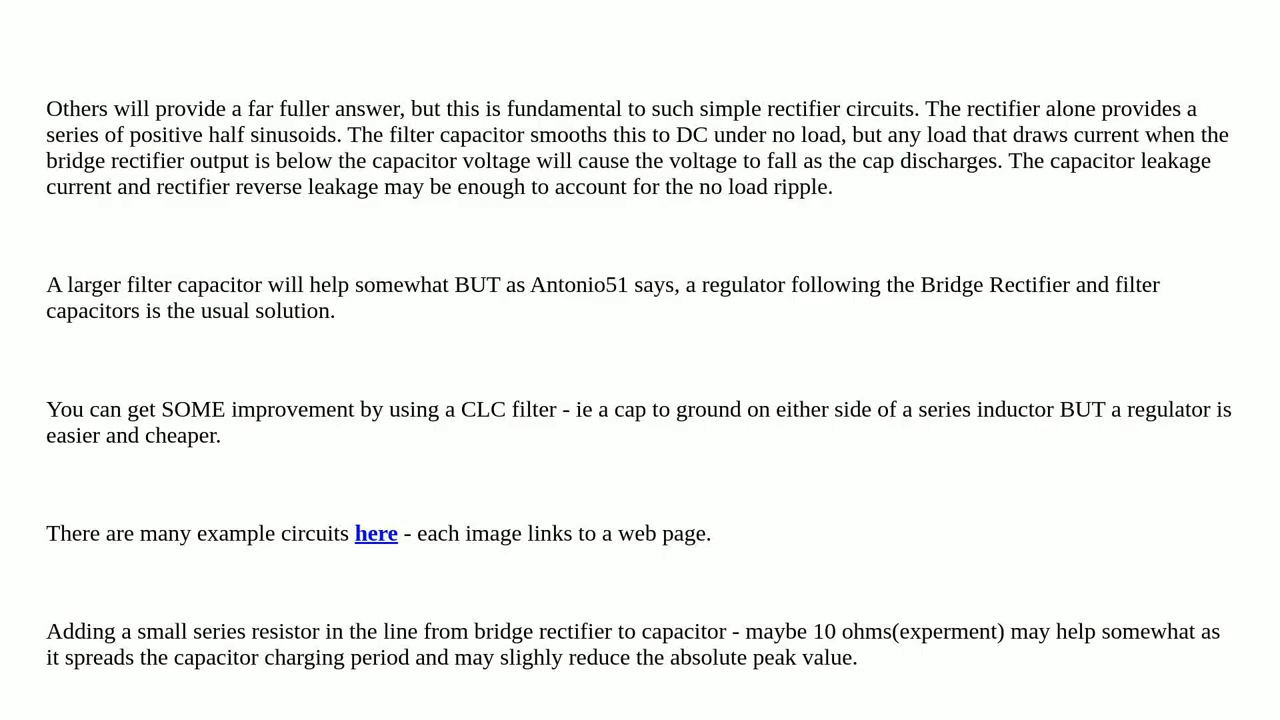 Others will provide a far fuller answer, but this is fundamental to such simple rectifier circuits. The rectifier alone provides a
series of positive half sinusoids. The filter capacitor smooths this to DC under no load, but any load that draws current when the
bridge rectifier output is below the capacitor voltage will cause the voltage to fall as the cap discharges. The capacitor leakage
current and rectifier reverse leakage may be enough to account for the no load ripple.
A larger filter capacitor will help somewhat BUT as Antonio51 says, a regulator following the Bridge Rectifier and filter
capacitors is the usual solution.
You can get SOME improvement by using a CLC filter - ie a cap to ground on either side of a series inductor BUT a regulator is
easier and cheaper.
There are many example circuits here - each image links to a web page.
Adding a small series resistor in the line from bridge rectifier to capacitor - maybe 10 ohms(experment) may help somewhat as
it spreads the capacitor charging period and may slighly reduce the absolute peak value.